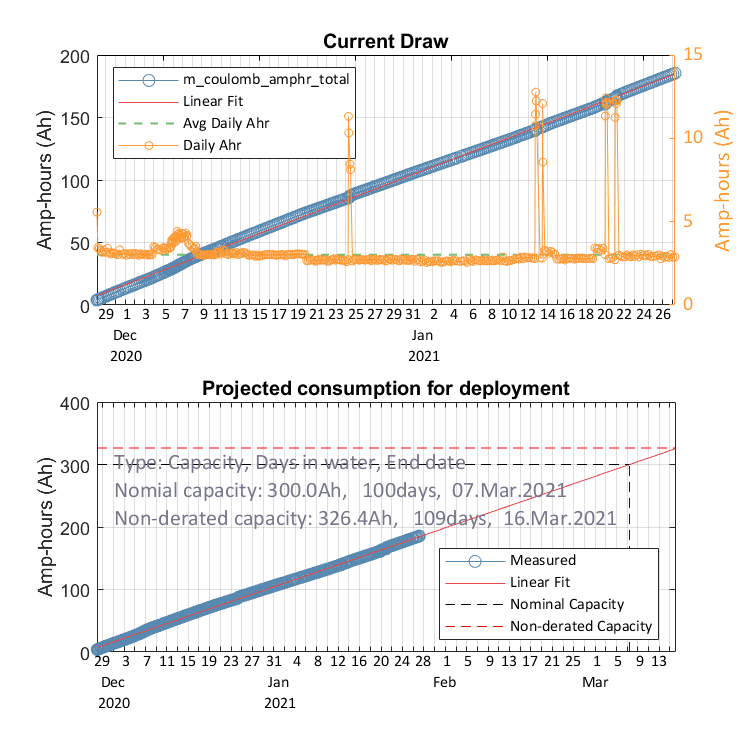 Current Draw
200
150
100
50
0
Amp-hours (Ah)
15
10
5
0
Amp-hours (Ah)
m_coulomb_amphr_total
Linear Fit
Avg Daily Ahr
Daily Ahr
29 1 3 5 7 9 11 13 15 17 19 21 23 25 27 29 31 2 4 6 8 10 12 14 16 18 20 22 24 26
Dec Jan
2020 2021
Projected consumption for deployment
400
300
200
100
0
Amp-hours (Ah)
Type: Capacity, Days in water, End date
Nomial capacity: 300.0Ah, 100days, 07.Mar.2021
Non-derated capacity: 326.4Ah, 109days, 16.Mar.2021
Measured
Linear Fit
Nominal Capacity
Non-derated Capacity
29 3 7 11 15 19 23 27 31 4 8 12 16 20 24 28 1 5 9 13 17 21 25 1 5 9 13
Dec Jan Feb Mar
2020 2021